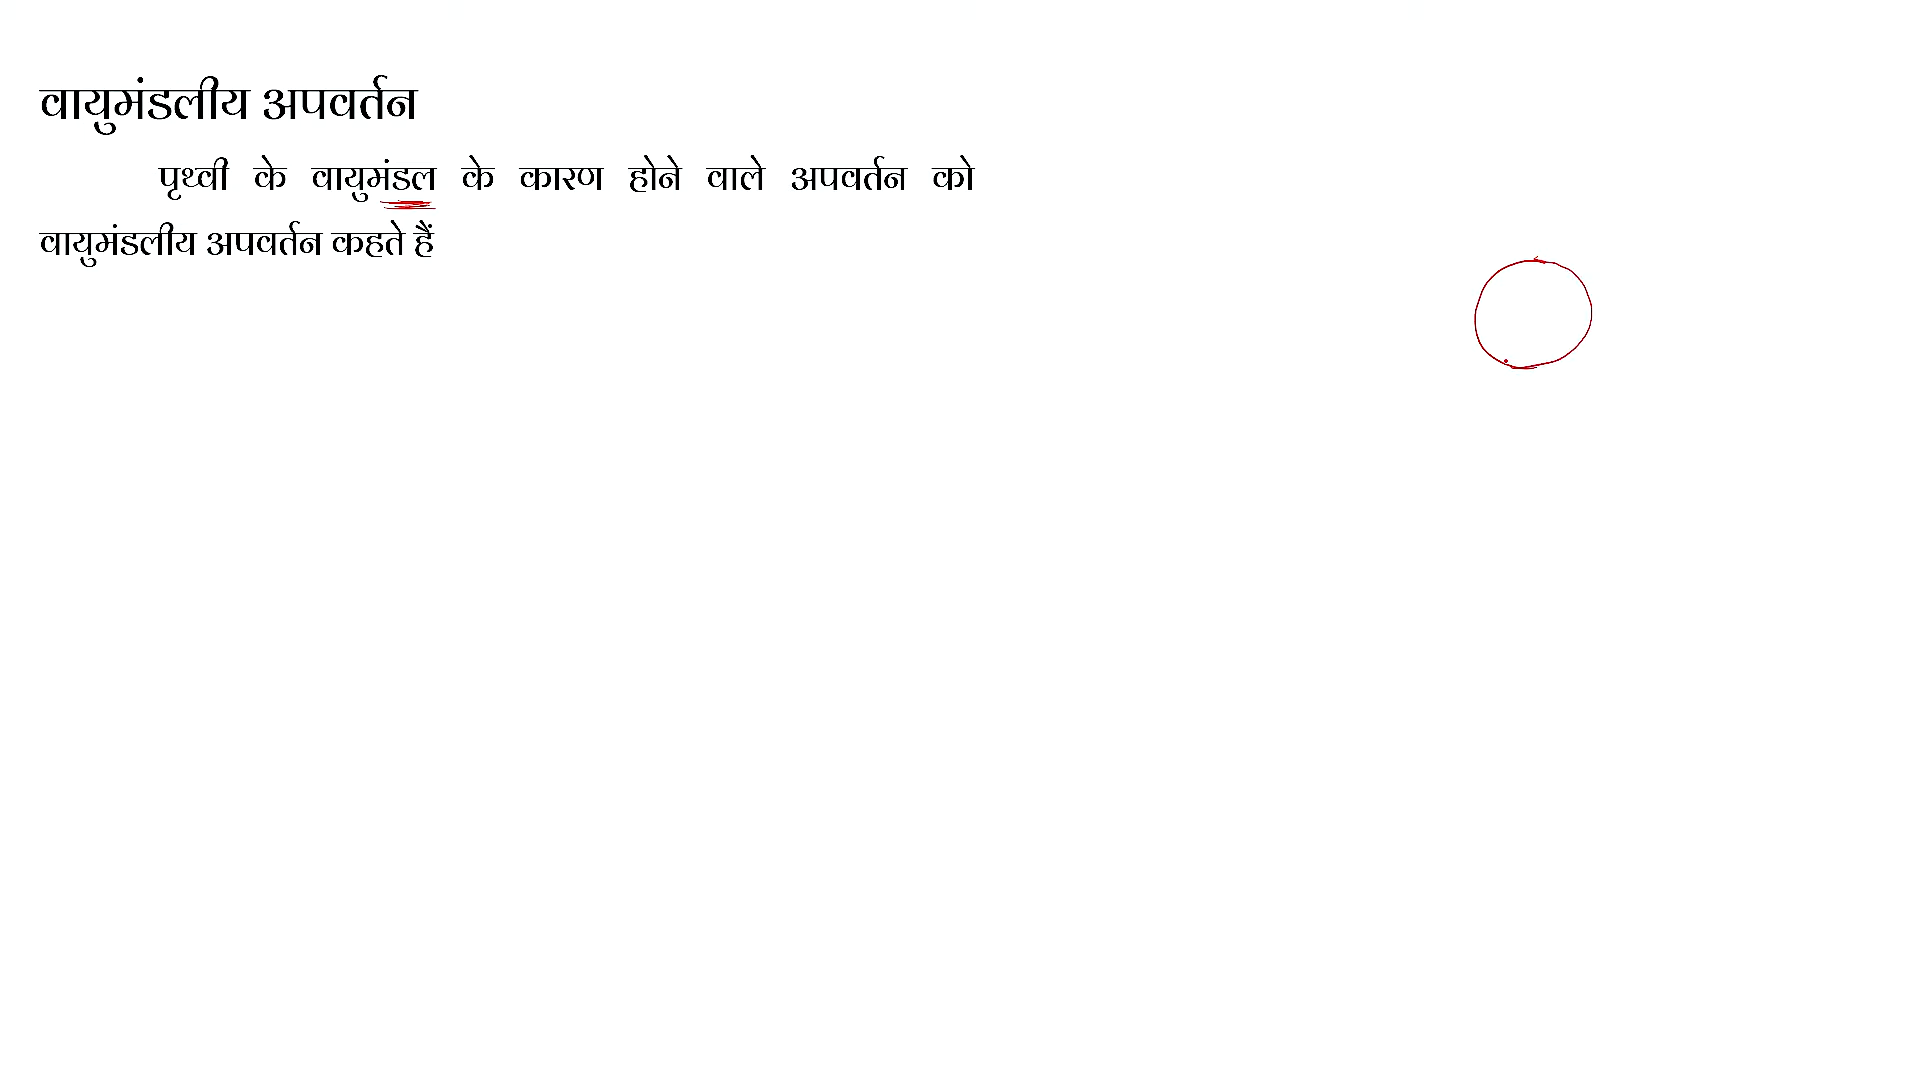 वायुमंडलीय अपवर्तन
पृथ्वी के वायुमंडल के कारण होने वाले अपवर्तन को
वायुमंडलीय अपवर्तन कहते हैं